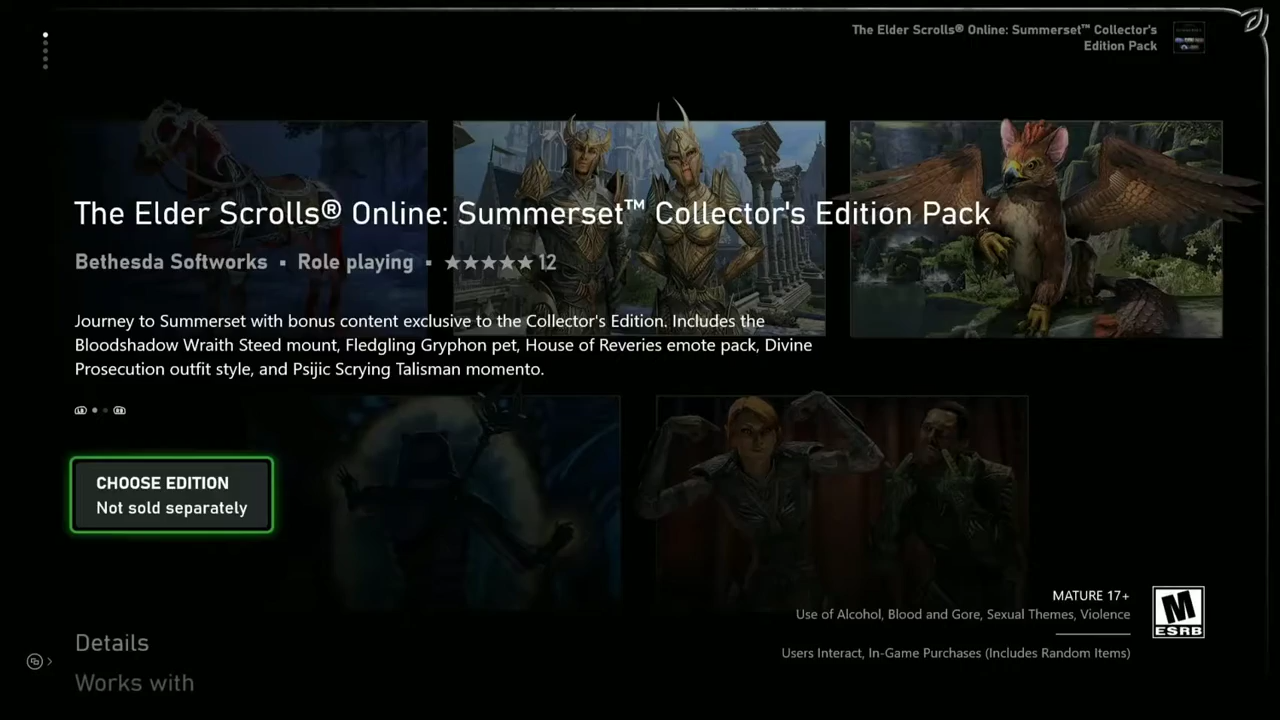 The Elder Scrolls® Online: Summerset™ Collector's
Edition Pack
The Elder Scrolls® Online: Summerset™ Collector's Edition Pack
Bethesda Softworks ▪ Role playing ▪ ★★★★★ 12
Journey to Summerset with bonus content exclusive to the Collector's Edition. Includes the
Bloodshadow Wraith Steed mount, Fledgling Gryphon pet, House of Reveries emote pack, Divine
Prosecution outfit style, and Psijic Scrying Talisman momento.
LB RB
CHOOSE EDITION
Not sold separately
MATURE 17+
Use of Alcohol, Blood and Gore, Sexual Themes, Violence
Users Interact, In-Game Purchases (Includes Random Items)
M
ESRB
Details
Works with